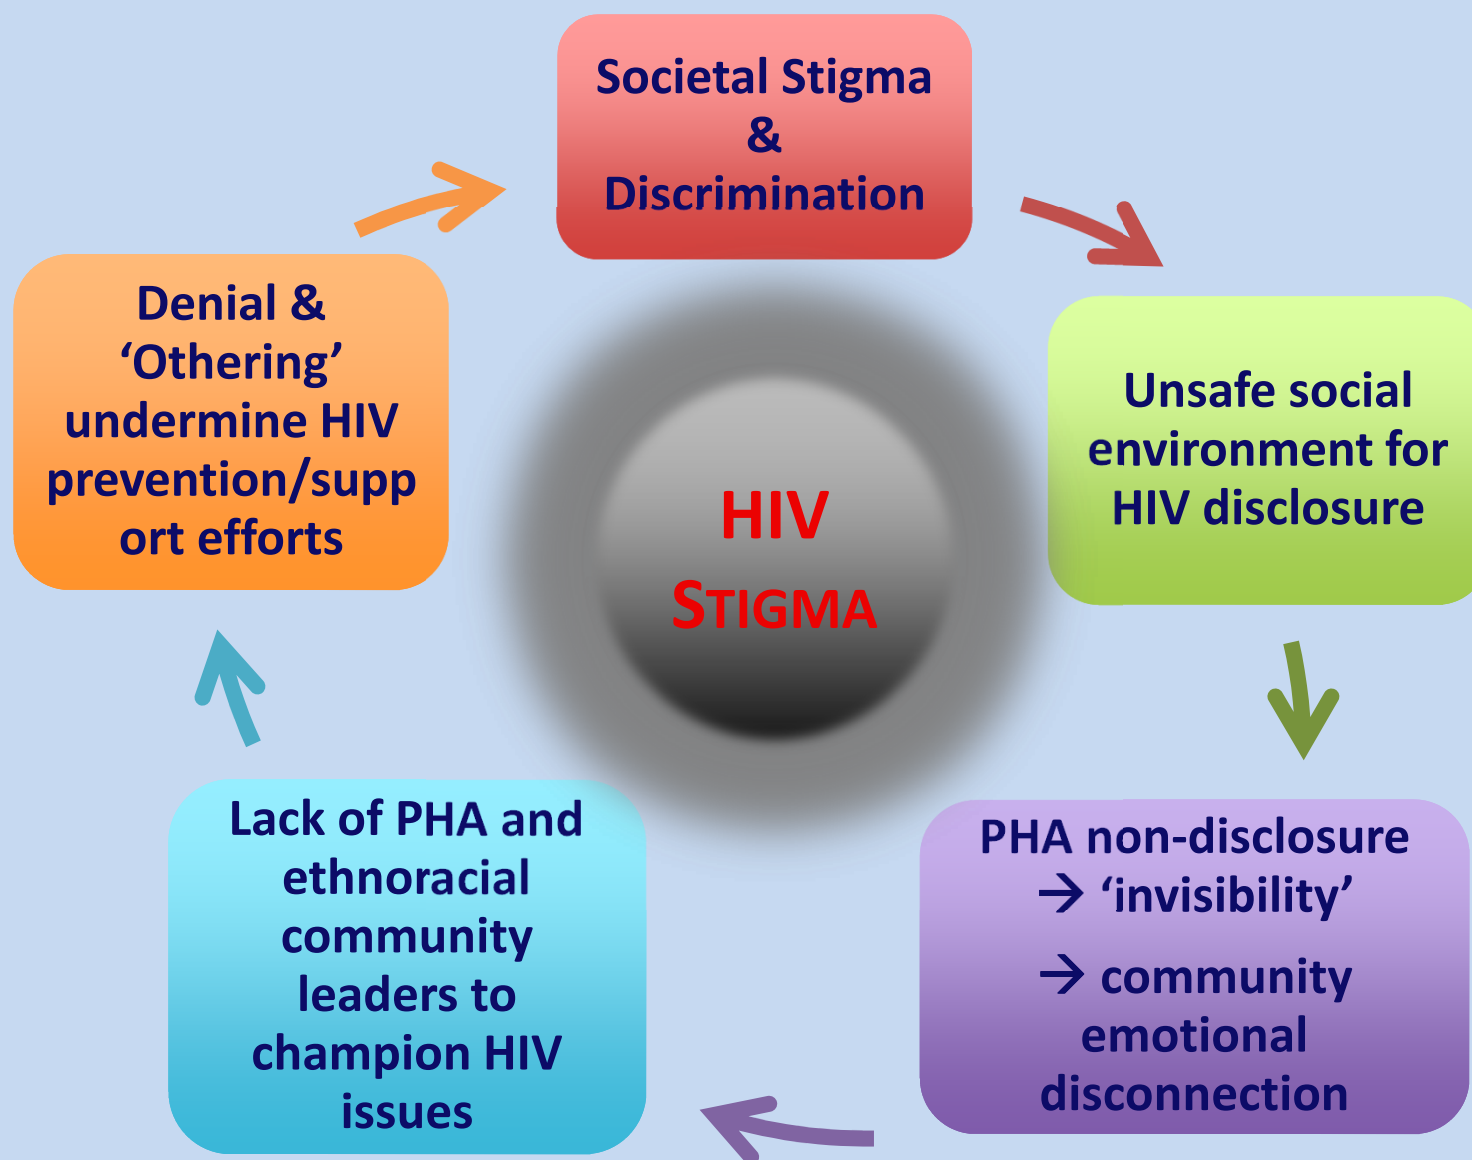 Societal Stigma
&
Discrimination
Unsafe social
environment for
HIV disclosure
PHA non-disclosure
→ ‘invisibility’
→ community
emotional
disconnection
Lack of PHA and
ethnoracial
community
leaders to
champion HIV
issues
Denial &
‘Othering’
undermine HIV
prevention/supp
ort efforts
HIV
STIGMA